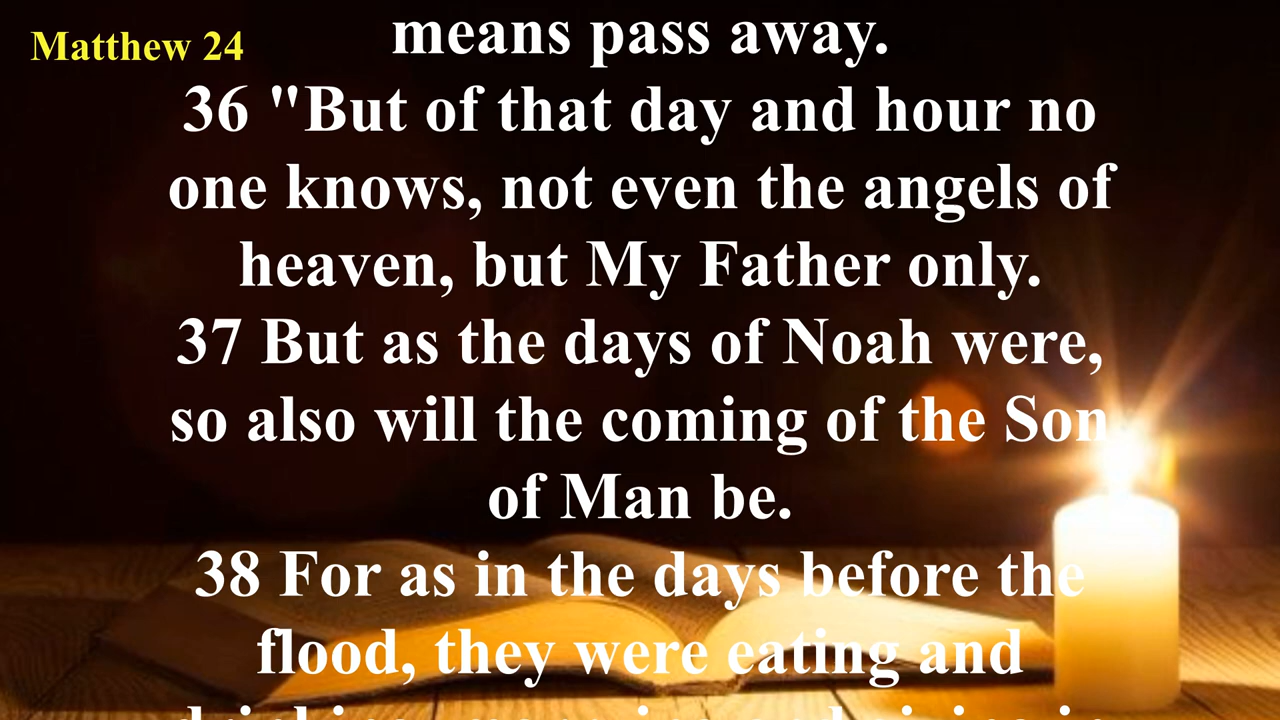 Matthew 24
means pass away.
36 "But of that day and hour no
one knows, not even the angels of
heaven, but My Father only.
37 But as the days of Noah were,
so also will the coming of the Son
of Man be.
38 For as in the days before the
flood, they were eating and